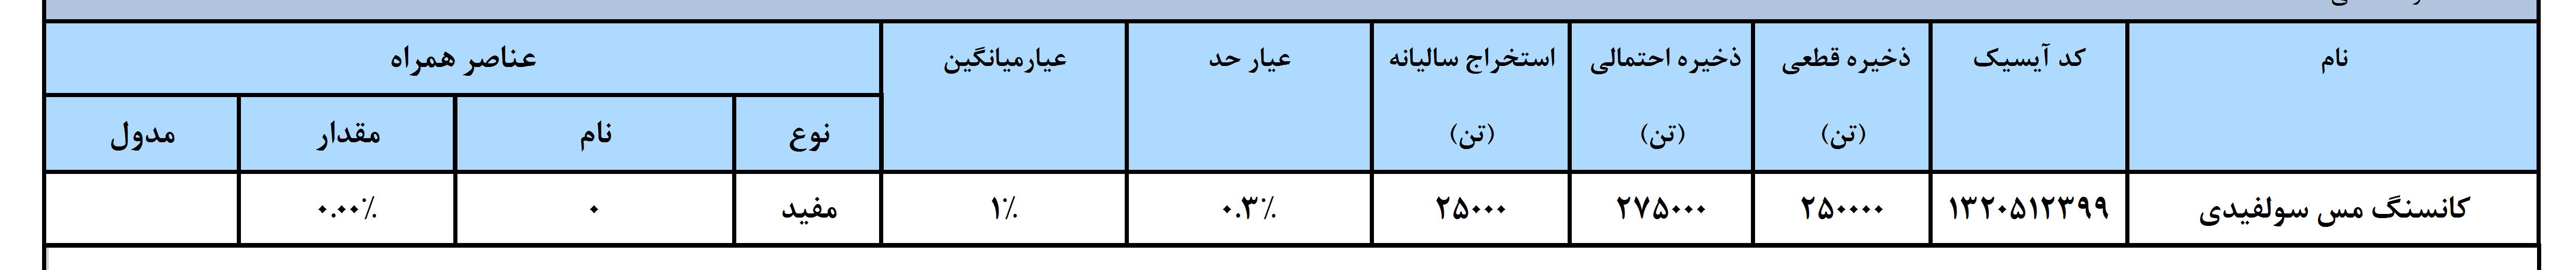 نام
کد آیسیک
ذخیره قطعی
(تن)
ذخیره احتمالی
(تن)
استخراج سالیانه
(تن)
عیار حد
عیارمیانگین
عناصر همراه
نوع
نام
مقدار
مدول
کانسنگ مس سولفیدی
۱۳۲۰۵۱۲۳۹۹
۲۵۰۰۰۰
۲۷۵۰۰۰
۲۵۰۰۰
۰.۳٪
۱٪
مفید
۰
۰.۰۰٪